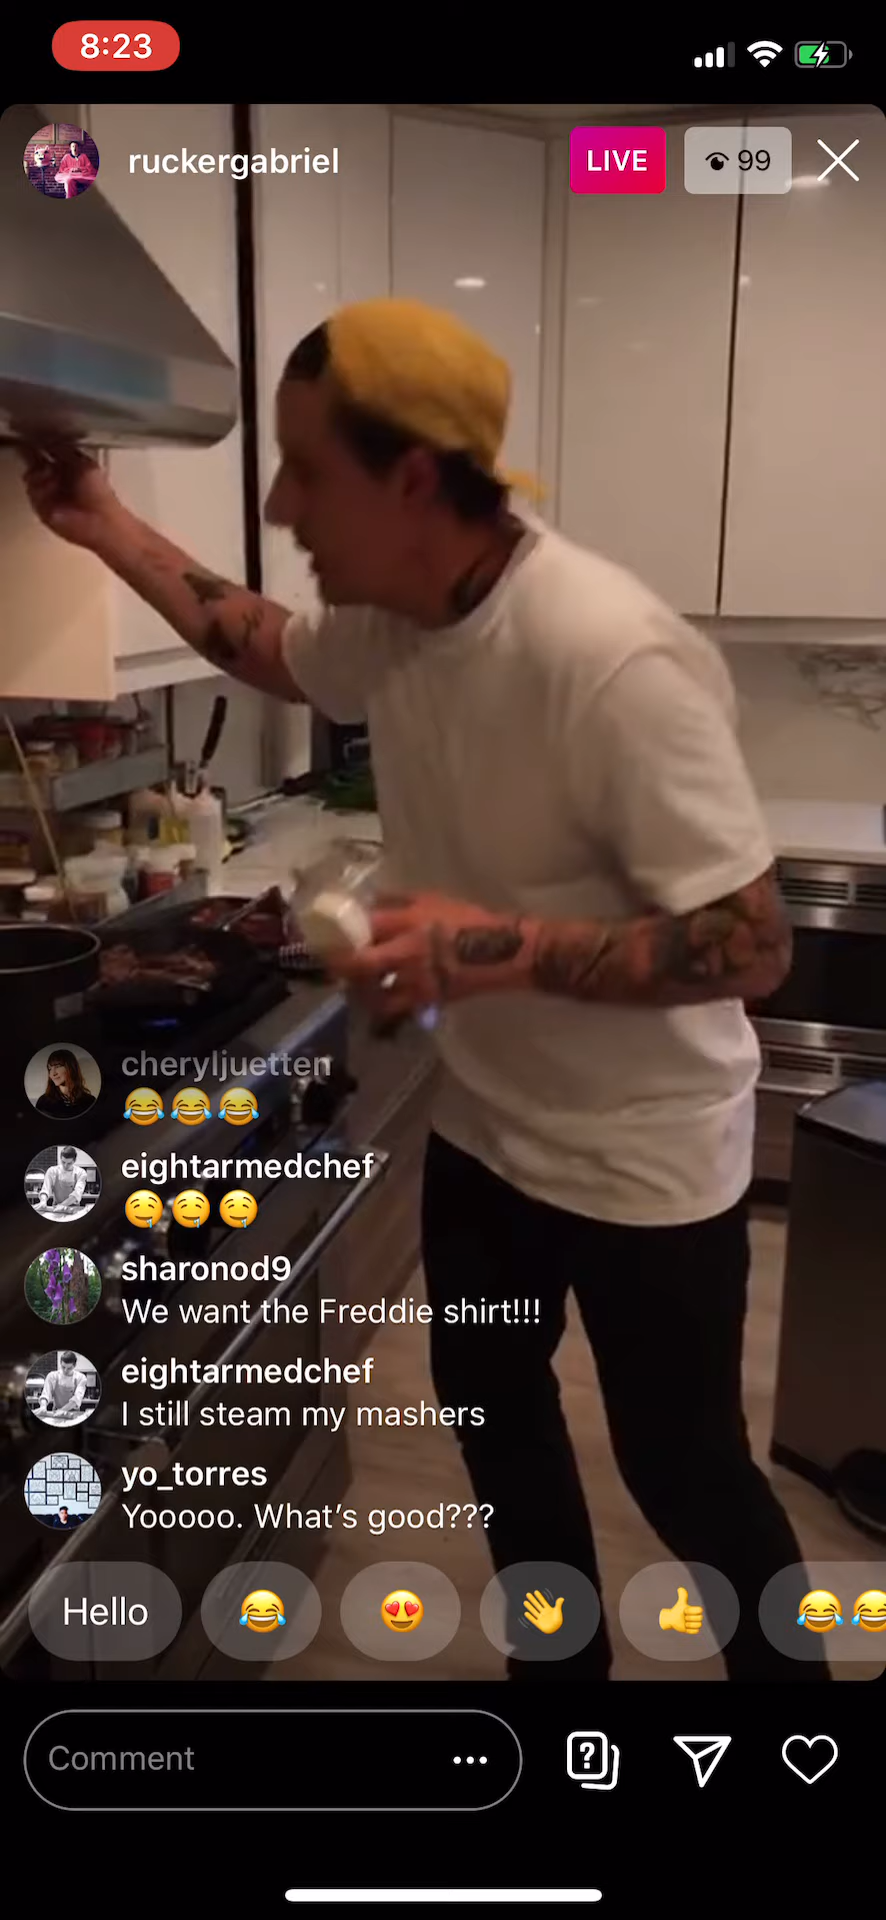 8:23
ruckergabriel
LIVE
99
cheryljuetten
😂😂😂
eightarmedchef
🤤🤤🤤
sharonod9
We want the Freddie shirt!!!
eightarmedchef
I still steam my mashers
yo_torres
Yooooo. What's good???
Hello 😂 😍 👋 👍 😂😂
Comment